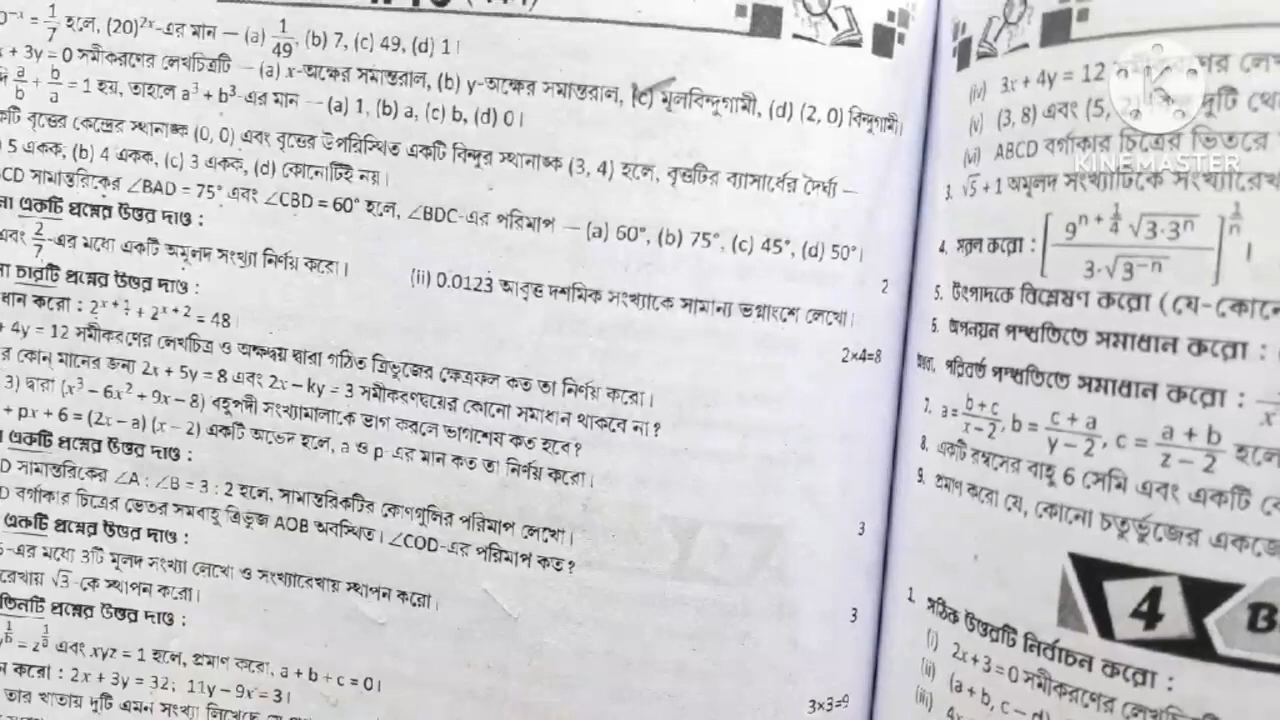 0⁻ˣ = 1/7 হলে, (20)²ˣ-এর মান — (a) 1/49, (b) 7, (c) 49, (d) 1।
x + 3y = 0 সমীকরণের লেখচিত্রটি — (a) x-অক্ষের সমান্তরাল, (b) y-অক্ষের সমান্তরাল, (c) মূলবিন্দুগামী, (d) (2, 0) বিন্দুগামী।
a/b + b/a = 1 হয়, তাহলে a³ + b³-এর মান — (a) 1, (b) a, (c) b, (d) 0।
কটি বৃত্তের কেন্দ্রের স্থানাঙ্ক (0, 0) এবং বৃত্তের উপরিস্থিত একটি বিন্দুর স্থানাঙ্ক (3, 4) হলে, বৃত্তটির ব্যাসার্ধের দৈর্ঘ্য —
5 একক, (b) 4 একক, (c) 3 একক, (d) কোনোটিই নয়।
CD সামান্তরিকের ∠BAD = 75° এবং ∠CBD = 60° হলে, ∠BDC-এর পরিমাপ — (a) 60°, (b) 75°, (c) 45°, (d) 50°।
একটি প্রশ্নের উত্তর দাও :
এবং 2/7-এর মধ্যে একটি অমূলদ সংখ্যা নির্ণয় করো। (ii) 0.0123 আবৃত্ত দশমিক সংখ্যাকে সামান্য ভগ্নাংশে লেখো। 2
চারটি প্রশ্নের উত্তর দাও : 2×4=8
ধান করো : 2ˣ⁺¹ + 2ˣ⁺² = 48।
+ 4y = 12 সমীকরণের লেখচিত্র ও অক্ষদ্বয় দ্বারা গঠিত ত্রিভুজের ক্ষেত্রফল কত তা নির্ণয় করো।
র কোন্ মানের জন্য 2x + 5y = 8 এবং 2x − ky = 3 সমীকরণদ্বয়ের কোনো সমাধান থাকবে না?
3) দ্বারা (x³ − 6x² + 9x − 8) বহুপদী সংখ্যামালাকে ভাগ করলে ভাগশেষ কত হবে?
+ px + 6 = (2x − a) (x − 2) একটি অভেদ হলে, a ও p-এর মান কত তা নির্ণয় করো।
একটি প্রশ্নের উত্তর দাও : 3
D সামান্তরিকের ∠A : ∠B = 3 : 2 হলে, সামান্তরিকটির কোণগুলির পরিমাপ লেখো।
D বর্গাকার চিত্রের ভেতর সমবাহু ত্রিভুজ AOB অবস্থিত। ∠COD-এর পরিমাপ কত?
একটি প্রশ্নের উত্তর দাও : 3
-এর মধ্যে 3টি মূলদ সংখ্যা লেখো ও সংখ্যারেখায় স্থাপন করো।
রেখায় √3-কে স্থাপন করো।
তিনটি প্রশ্নের উত্তর দাও : 3×3=9
এবং xyz = 1 হলে, প্রমাণ করো, a + b + c = 0।
ন করো : 2x + 3y = 32; 11y − 9x = 3।
তার খাতায় দুটি এমন সংখ্যা
(iv) 3x + 4y = 12
(v) (3, 8) এবং (5,
(vi) ABCD বর্গাকার চিত্রের ভিতরে
KINEMASTER
3. √5 + 1 অমূলদ সংখ্যাটিকে সংখ্যারেখ
4. সরল করো : [9ⁿ⁺¹ᐟ⁴ √3·3ⁿ / 3·√3⁻ⁿ]¹ᐟⁿ।
5. উৎপাদকে বিশ্লেষণ করো (যে-কোনো
6. অপনয়ন পদ্ধতিতে সমাধান করো :
অথবা, পরিবর্ত পদ্ধতিতে সমাধান করো :
7. a = b + c/x − 2, b = c + a/y − 2, c = a + b/z − 2 হলে
8. একটি রম্বসের বাহু 6 সেমি এবং একটি
9. প্রমাণ করো যে, কোনো চতুর্ভুজের
4 B
1. সঠিক উত্তরটি নির্বাচন করো :
(i) 2x + 3 = 0 সমীকরণের
(ii) (a + b, c − d)
(iii) 4x